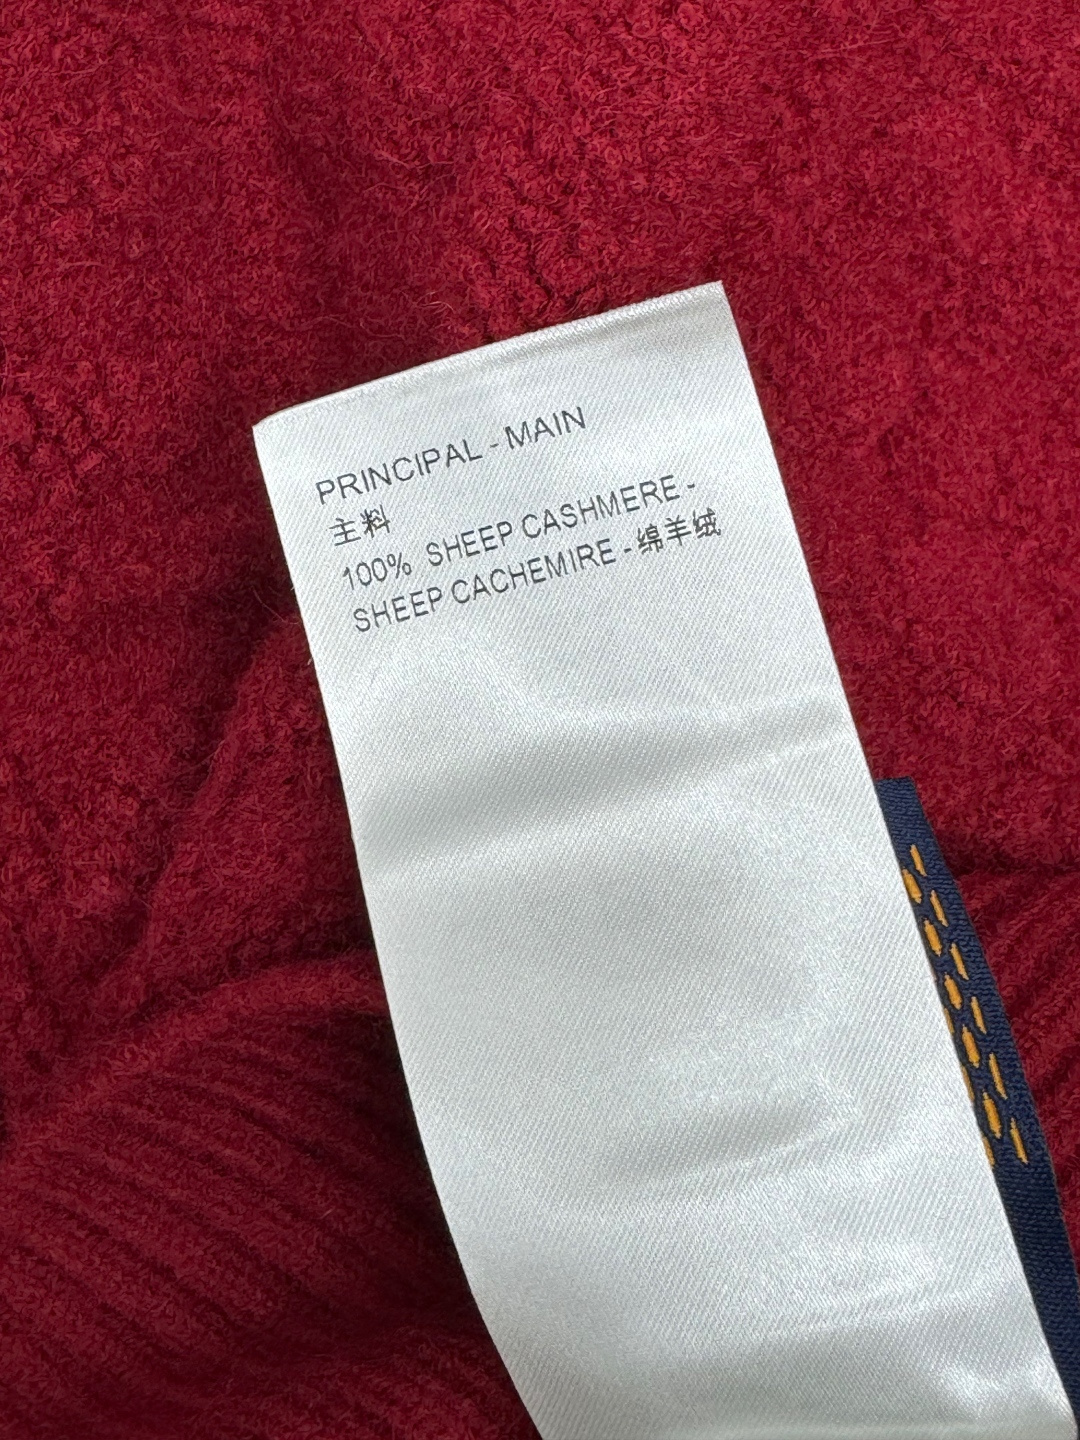 PRINCIPAL - MAIN
主料
100% SHEEP CASHMERE -
SHEEP CACHEMIRE - 绵羊绒